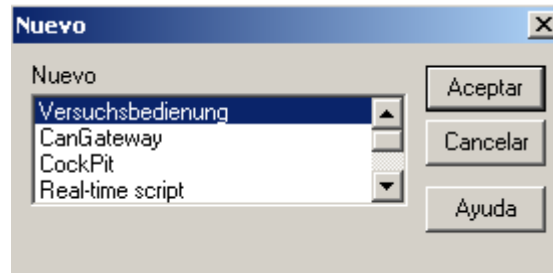 Nuevo
Nuevo
Versuchsbedienung
CanGateway
CockPit
Real-time script
Aceptar
Cancelar
Ayuda